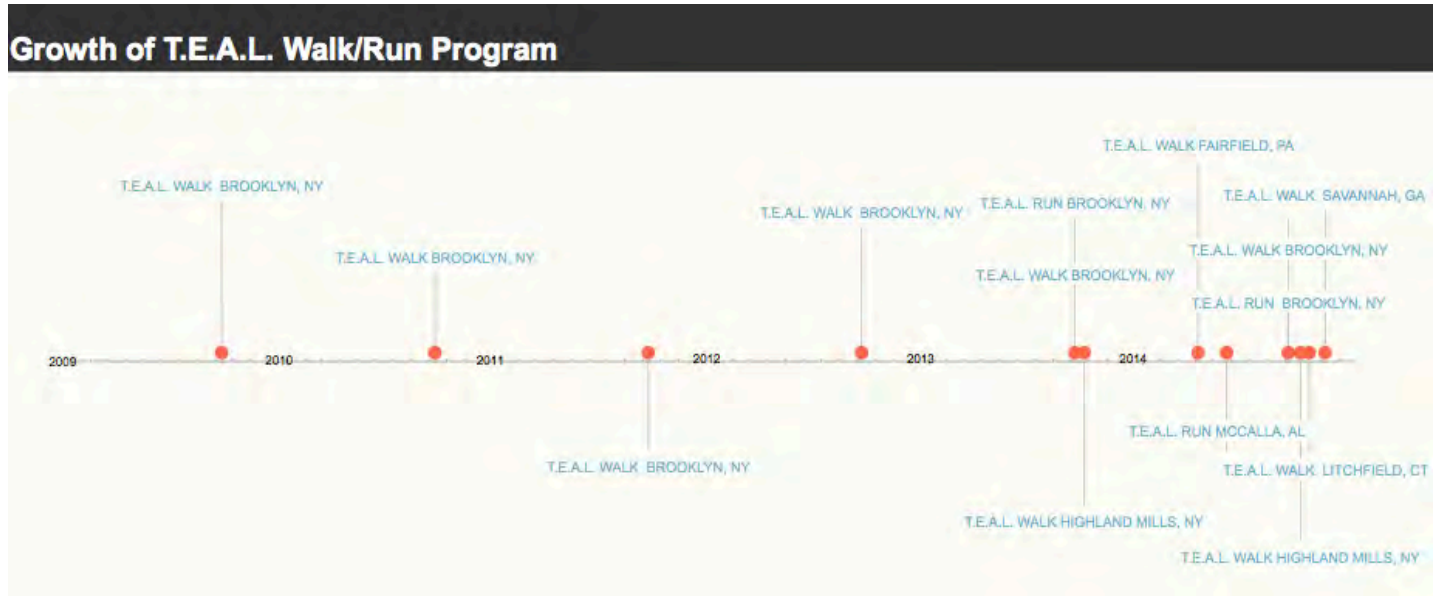 Growth of T.E.A.L. Walk/Run Program
T.E.A.L. WALK FAIRFIELD, PA
T.E.A.L. WALK BROOKLYN, NY
T.E.A.L. WALK SAVANNAH, GA
T.E.A.L. RUN BROOKLYN, NY
T.E.A.L. WALK BROOKLYN, NY
T.E.A.L. WALK BROOKLYN, NY
T.E.A.L. WALK BROOKLYN, NY
T.E.A.L. WALK BROOKLYN, NY
T.E.A.L. RUN BROOKLYN, NY
2009 2010 2011 2012 2013 2014
T.E.A.L. RUN MCCALLA, AL
T.E.A.L. WALK BROOKLYN, NY
T.E.A.L. WALK LITCHFIELD, CT
T.E.A.L. WALK HIGHLAND MILLS, NY
T.E.A.L. WALK HIGHLAND MILLS, NY